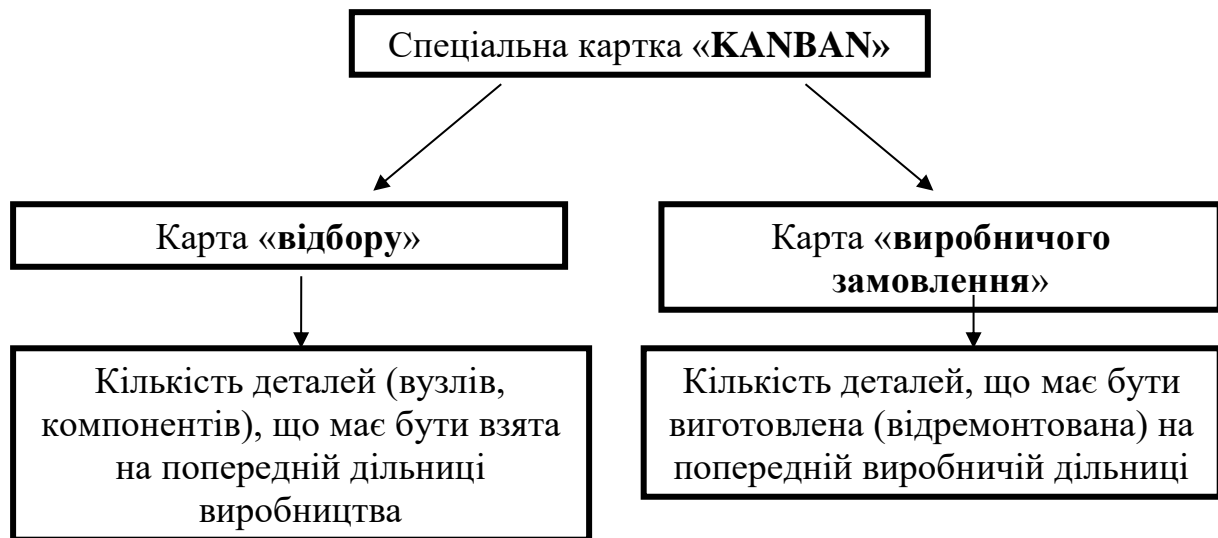 Спеціальна картка «KANBAN»
Карта «відбору»
Карта «виробничого
замовлення»
Кількість деталей (вузлів,
компонентів), що має бути взята
на попередній дільниці
виробництва
Кількість деталей, що має бути
виготовлена (відремонтована) на
попередній виробничій дільниці